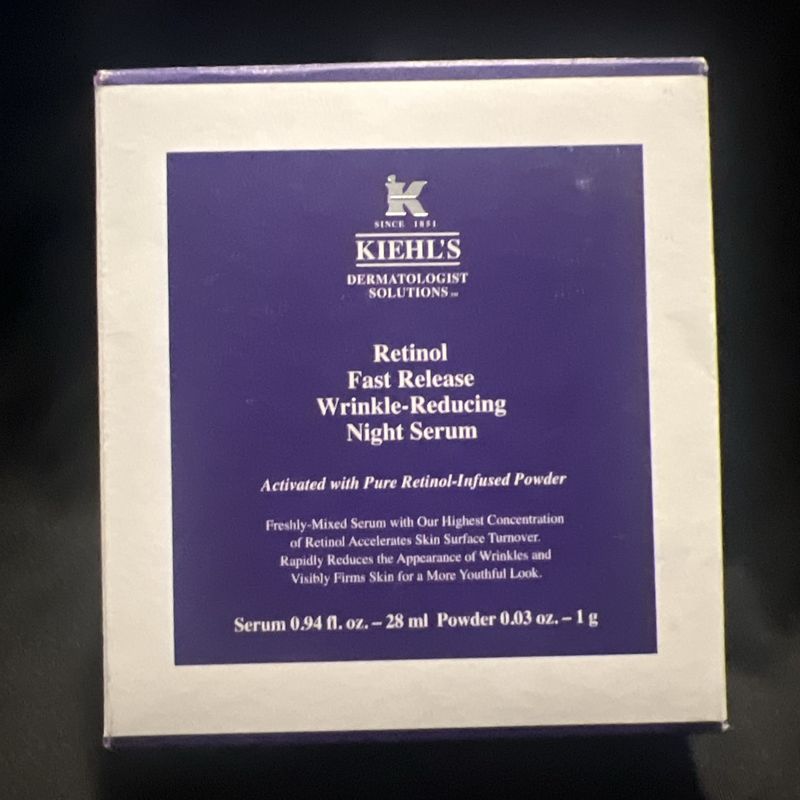 K
SINCE 1851
KIEHL'S
DERMATOLOGIST
SOLUTIONS™
Retinol
Fast Release
Wrinkle-Reducing
Night Serum
Activated with Pure Retinol-Infused Powder
Freshly-Mixed Serum with Our Highest Concentration
of Retinol Accelerates Skin Surface Turnover.
Rapidly Reduces the Appearance of Wrinkles and
Visibly Firms Skin for a More Youthful Look.
Serum 0.94 fl. oz. – 28 ml Powder 0.03 oz. – 1 g